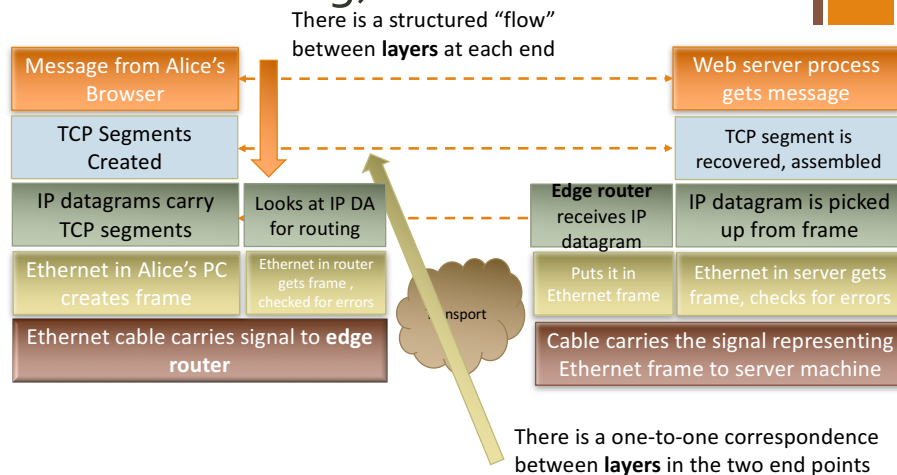 There is a structured “flow”
between layers at each end
Message from Alice’s
Browser
Web server process
gets message
TCP Segments
Created
TCP segment is
recovered, assembled
IP datagrams carry
TCP segments
Looks at IP DA
for routing
Edge router
receives IP
datagram
IP datagram is picked
up from frame
Ethernet in Alice’s PC
creates frame
Ethernet in router
gets frame ,
checked for errors
Puts it in
Ethernet frame
Ethernet in server gets
frame, checks for errors
Ethernet cable carries signal to edge
router
Cable carries the signal representing
Ethernet frame to server machine
There is a one-to-one correspondence
between layers in the two end points